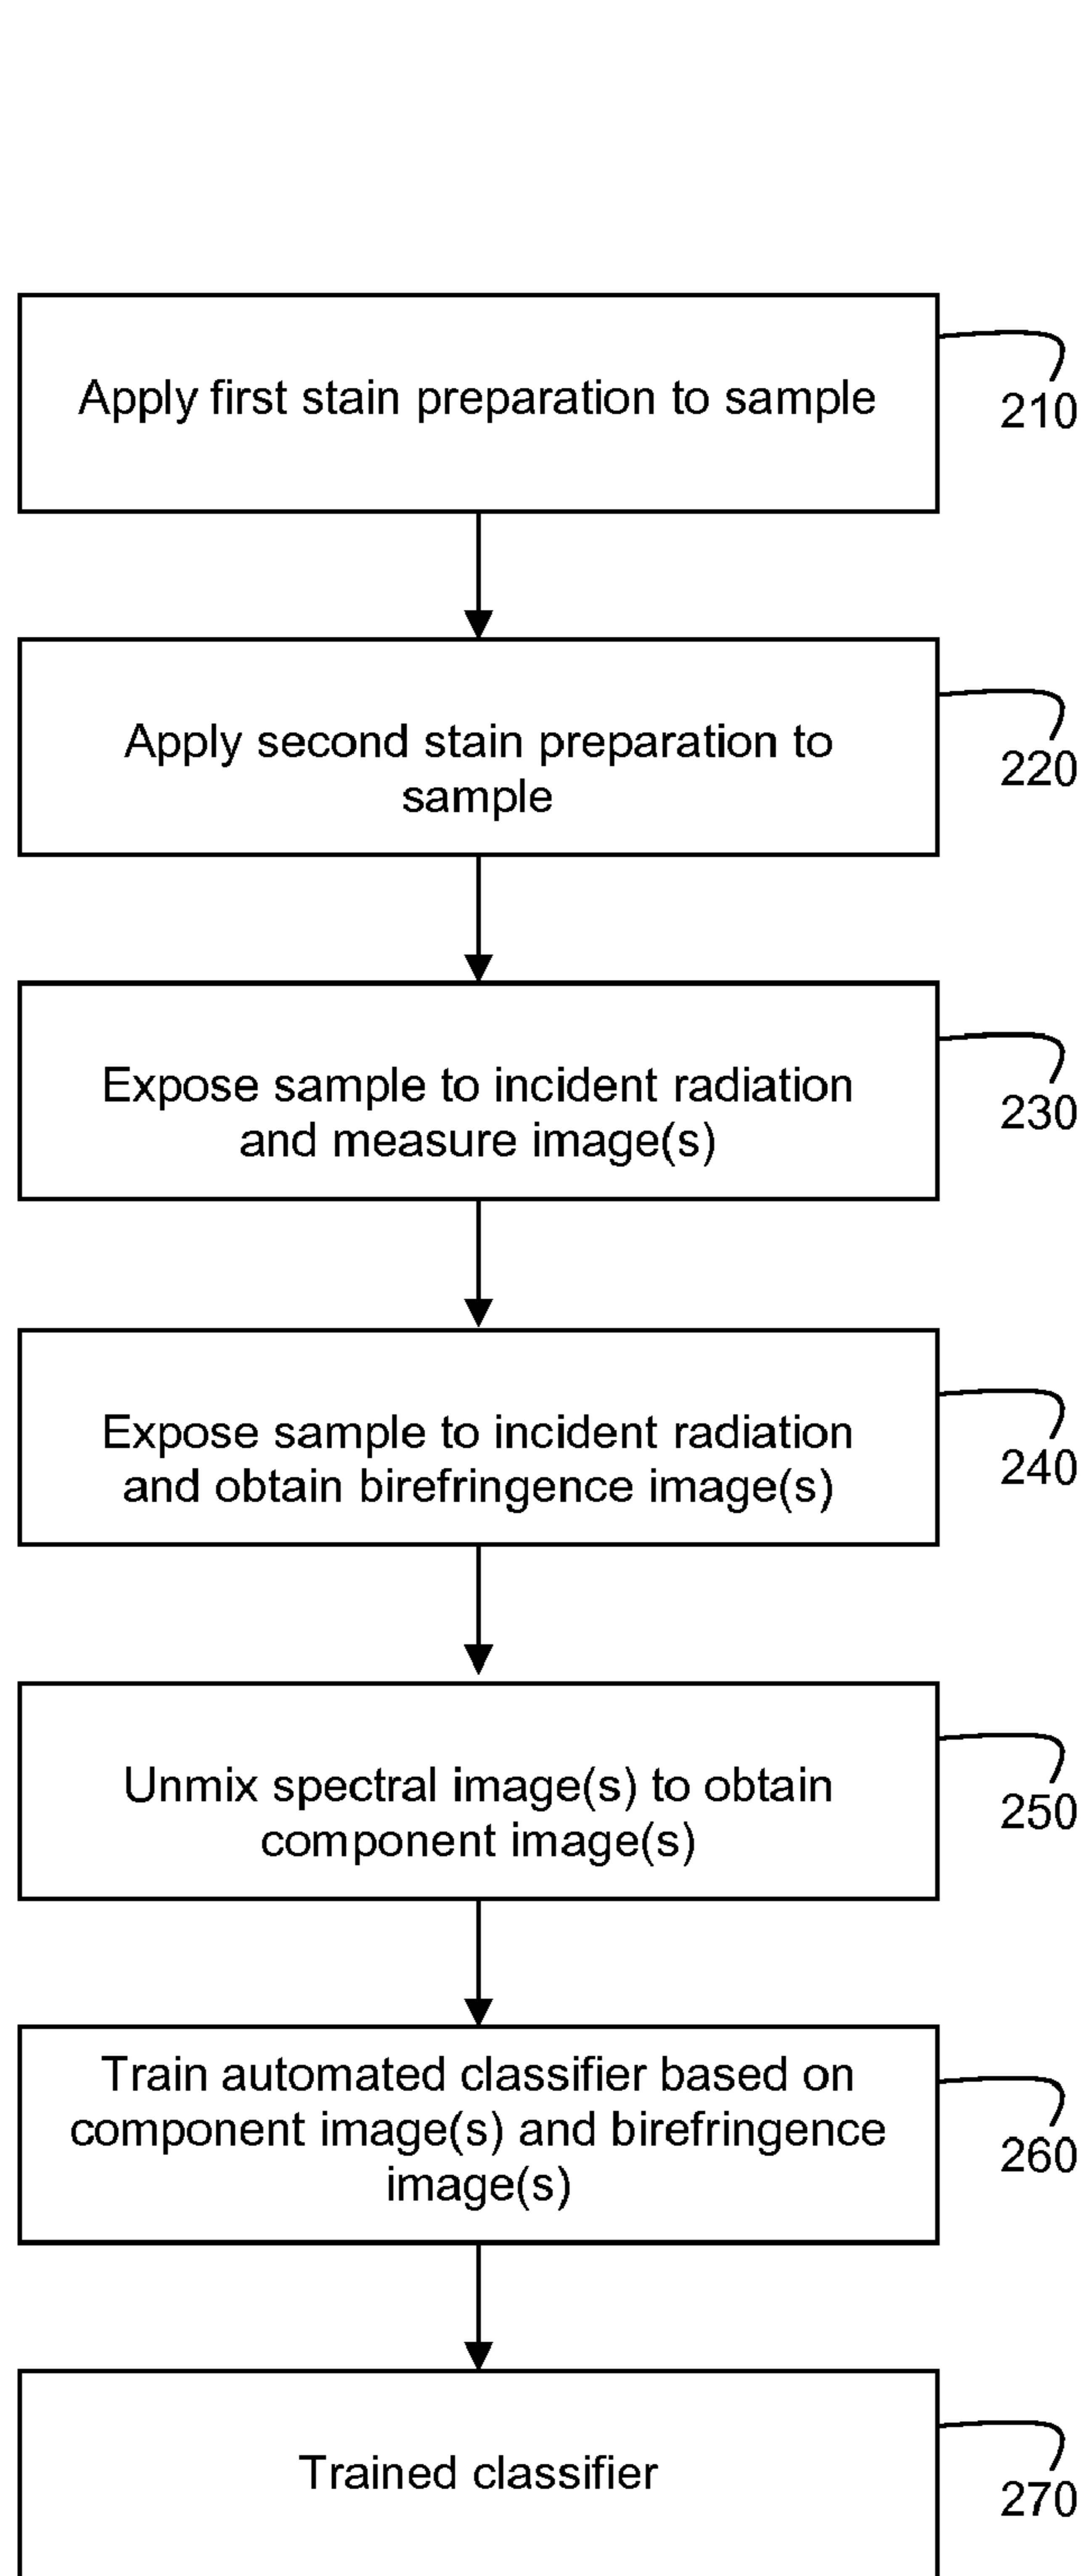 Apply first stain preparation to sample
210
Apply second stain preparation to
sample
220
Expose sample to incident radiation
and measure image(s)
230
Expose sample to incident radiation
and obtain birefringence image(s)
240
Unmix spectral image(s) to obtain
component image(s)
250
Train automated classifier based on
component image(s) and birefringence
image(s)
260
Trained classifier
270